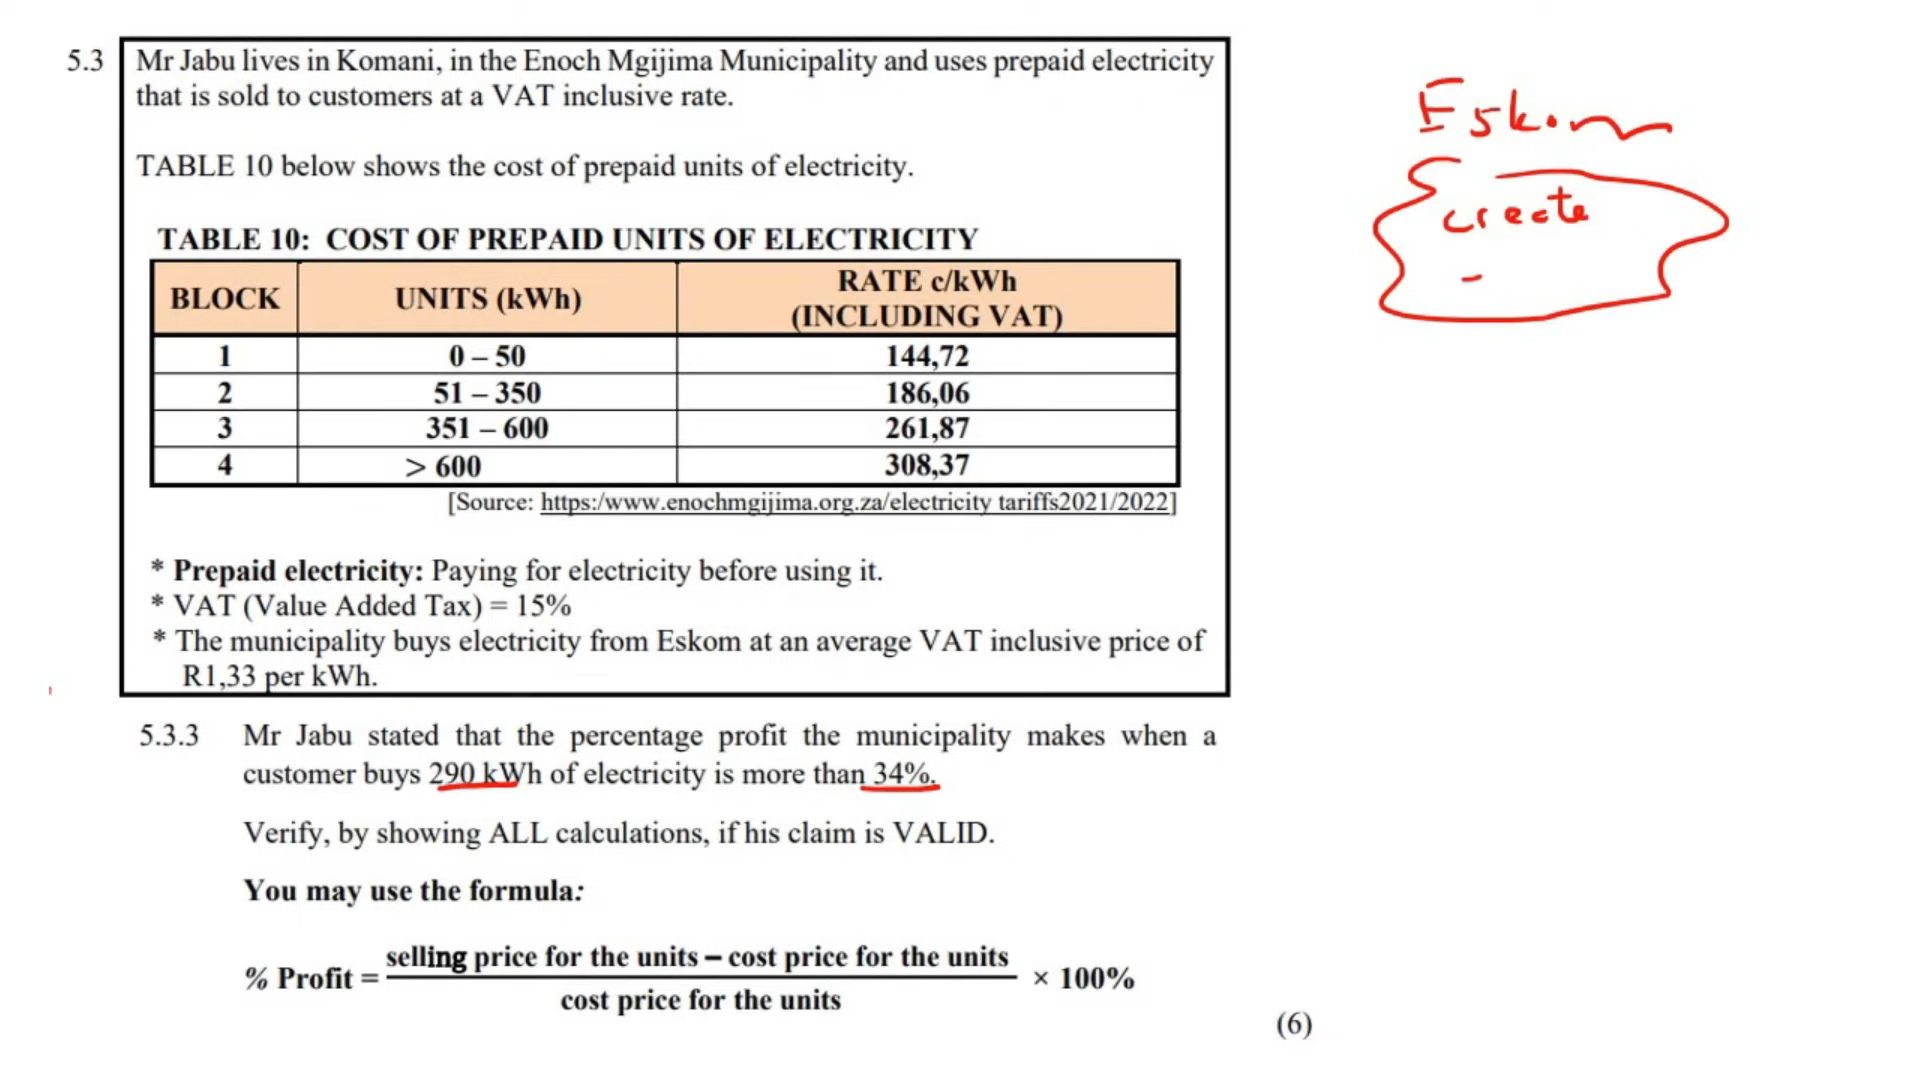 5.3 Mr Jabu lives in Komani, in the Enoch Mgijima Municipality and uses prepaid electricity
that is sold to customers at a VAT inclusive rate.
TABLE 10 below shows the cost of prepaid units of electricity.
TABLE 10: COST OF PREPAID UNITS OF ELECTRICITY
BLOCK UNITS (kWh) RATE c/kWh (INCLUDING VAT)
1 0 – 50 144,72
2 51 – 350 186,06
3 351 – 600 261,87
4 > 600 308,37
[Source: https:/www.enochmgijima.org.za/electricity tariffs2021/2022]
* Prepaid electricity: Paying for electricity before using it.
* VAT (Value Added Tax) = 15%
* The municipality buys electricity from Eskom at an average VAT inclusive price of
R1,33 per kWh.
5.3.3 Mr Jabu stated that the percentage profit the municipality makes when a
customer buys 290 kWh of electricity is more than 34%.
Verify, by showing ALL calculations, if his claim is VALID.
You may use the formula:
% Profit = selling price for the units – cost price for the units × 100%
cost price for the units
(6)
Eskom
create
-